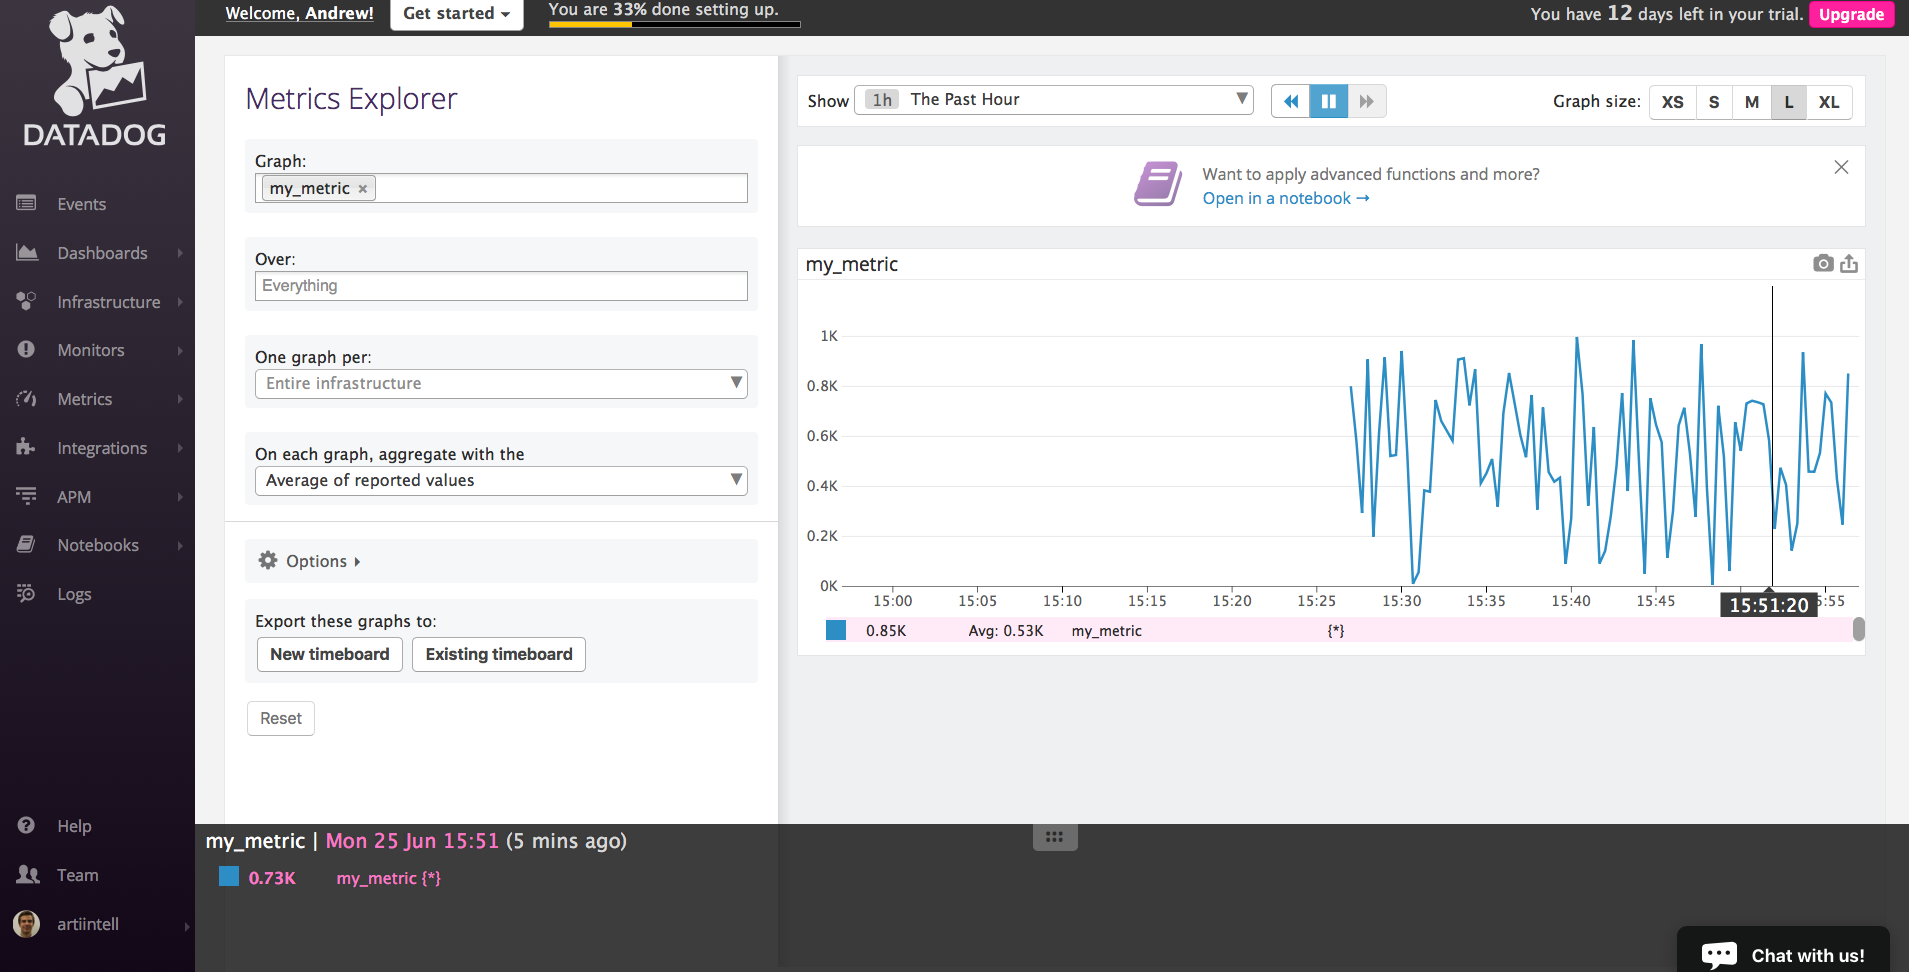 DATADOG
Events
Dashboards
Infrastructure
Monitors
Metrics
Integrations
APM
Notebooks
Logs
Help
Team
artiintell
Welcome, Andrew!
Get started
You are 33% done setting up.
You have 12 days left in your trial.
Upgrade
Metrics Explorer
Graph:
my_metric ×
Over:
Everything
One graph per:
Entire infrastructure
On each graph, aggregate with the
Average of reported values
Options
Export these graphs to:
New timeboard
Existing timeboard
Reset
Show
1h The Past Hour
Graph size:
XS S M L XL
Want to apply advanced functions and more?
Open in a notebook →
my_metric
1K
0.8K
0.6K
0.4K
0.2K
0K
15:00 15:05 15:10 15:15 15:20 15:25 15:30 15:35 15:40 15:45 5:55
15:51:20
0.85K Avg: 0.53K my_metric {*}
my_metric | Mon 25 Jun 15:51 (5 mins ago)
0.73K my_metric {*}
Chat with us!